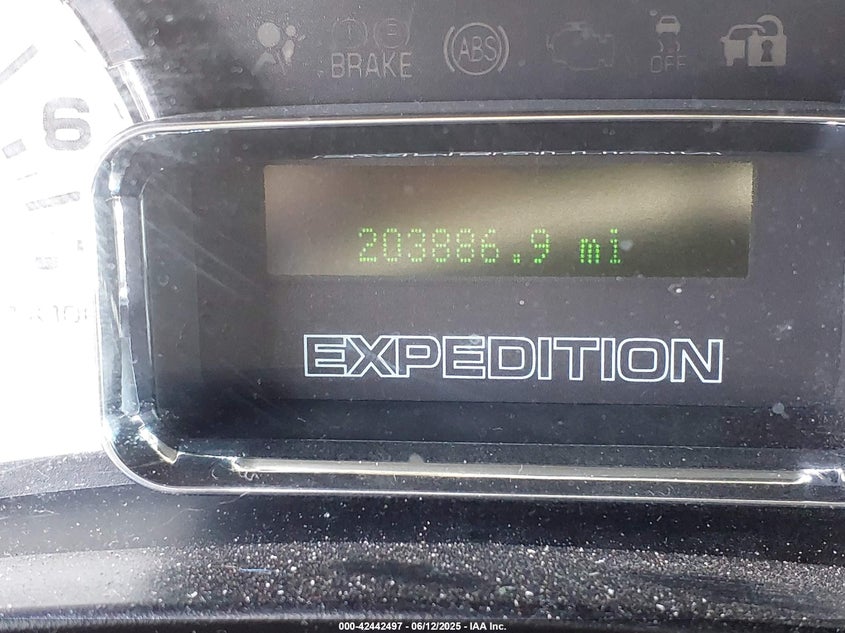 BRAKE
ABS
OFF
6
203886.9 mi
EXPEDITION
000-42442497 - 06/12/2025 - IAA Inc.